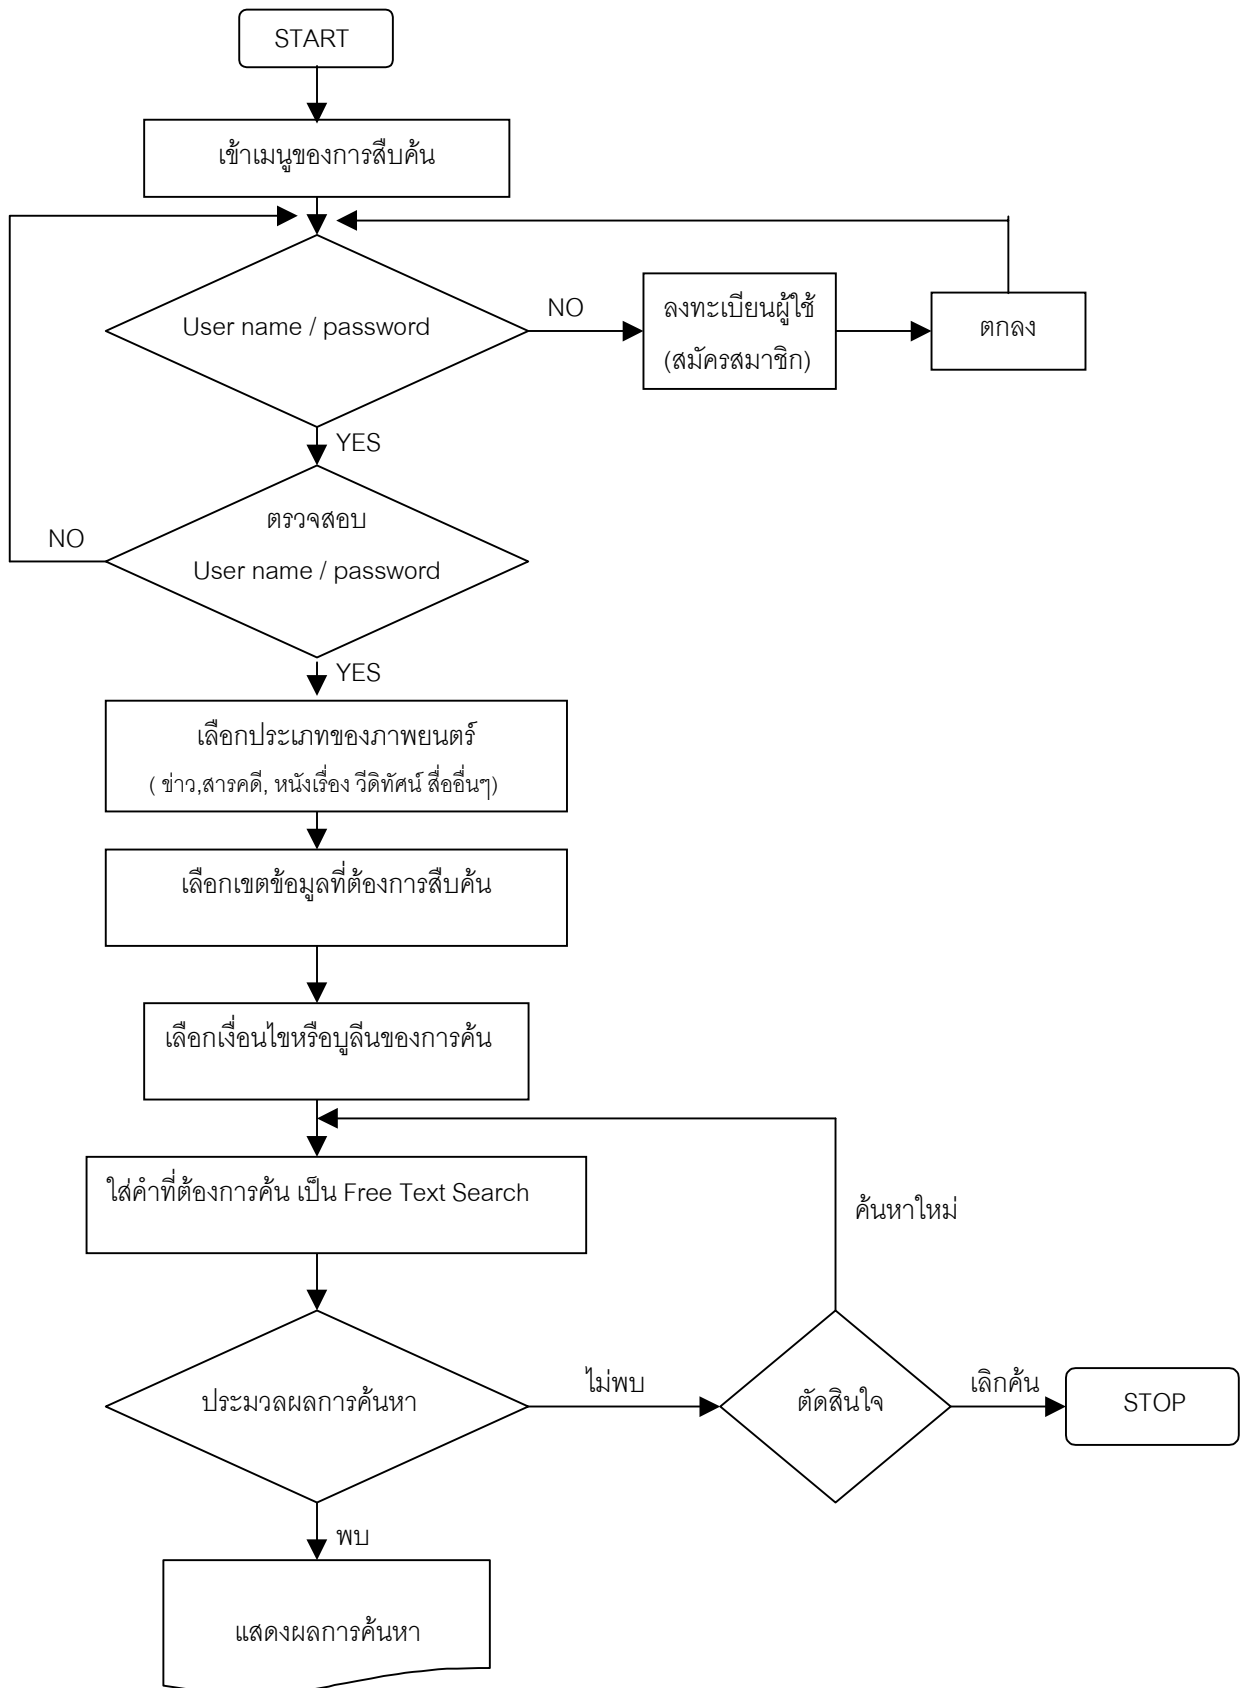 START
เข้าเมนูของการสืบค้น
User name / password
NO
ลงทะเบียนผู้ใช้
(สมัครสมาชิก)
ตกลง
YES
ตรวจสอบ
User name / password
NO
YES
เลือกประเภทของภาพยนตร์
( ข่าว,สารคดี, หนังเรื่อง วีดิทัศน์ สื่ออื่นๆ)
เลือกเขตข้อมูลที่ต้องการสืบค้น
เลือกเงื่อนไขหรือบูลีนของการค้น
ใส่คำที่ต้องการค้น เป็น Free Text Search
ค้นหาใหม่
ประมวลผลการค้นหา
ไม่พบ
ตัดสินใจ
เลิกค้น
STOP
พบ
แสดงผลการค้นหา